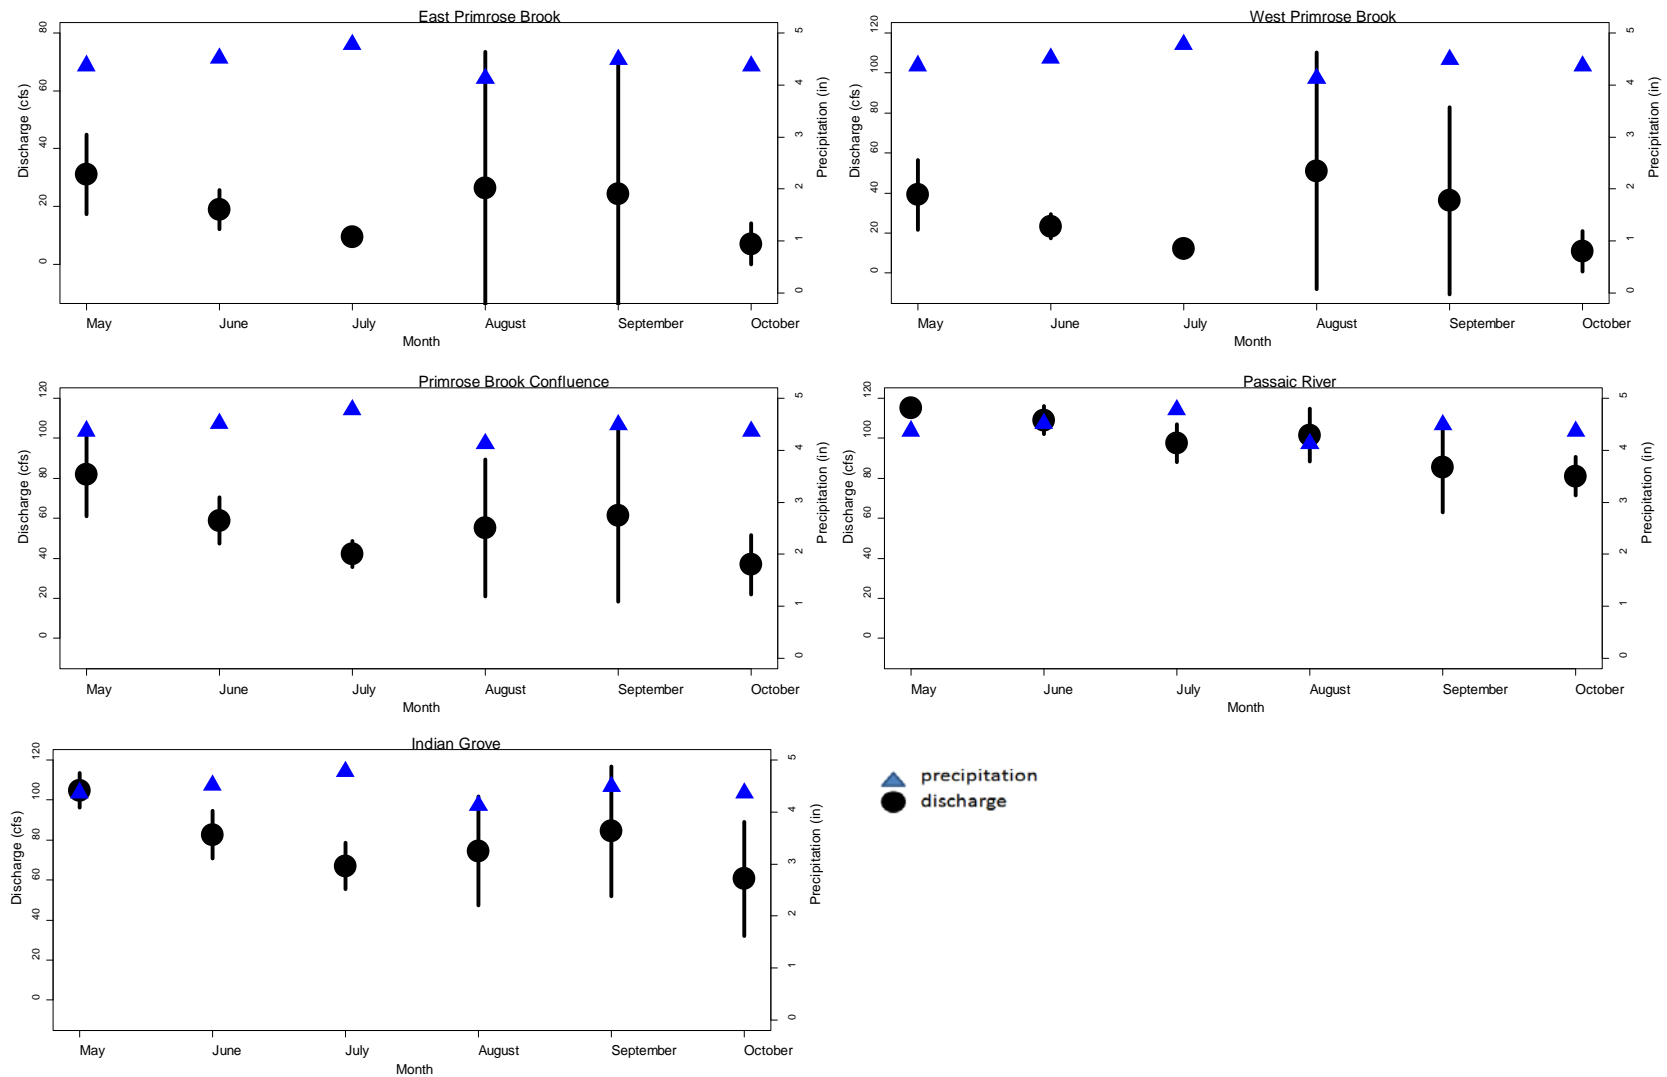 East Primrose Brook
Discharge (cfs)
0 20 40 60 80
Precipitation (in)
0 1 2 3 4 5
May June July August September October
Month
West Primrose Brook
Discharge (cfs)
0 20 40 60 80 100 120
Precipitation (in)
0 1 2 3 4 5
May June July August September October
Month
Primrose Brook Confluence
Discharge (cfs)
0 20 40 60 80 100 120
Precipitation (in)
0 1 2 3 4 5
May June July August September October
Month
Passaic River
Discharge (cfs)
0 20 40 60 80 100 120
Precipitation (in)
0 1 2 3 4 5
May June July August September October
Month
Indian Grove
Discharge (cfs)
0 20 40 60 80 100 120
Precipitation (in)
0 1 2 3 4 5
May June July August September October
Month
precipitation
discharge